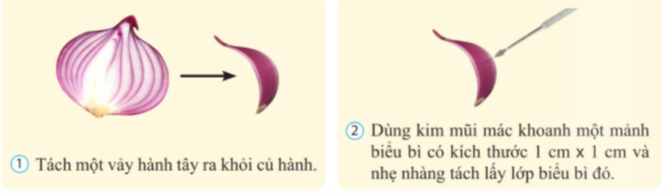 ① Tách một vảy hành tây ra khỏi củ hành.
② Dùng kim mũi mác khoanh một mảnh
biểu bì có kích thước 1 cm x 1 cm và
nhẹ nhàng tách lấy lớp biểu bì đó.